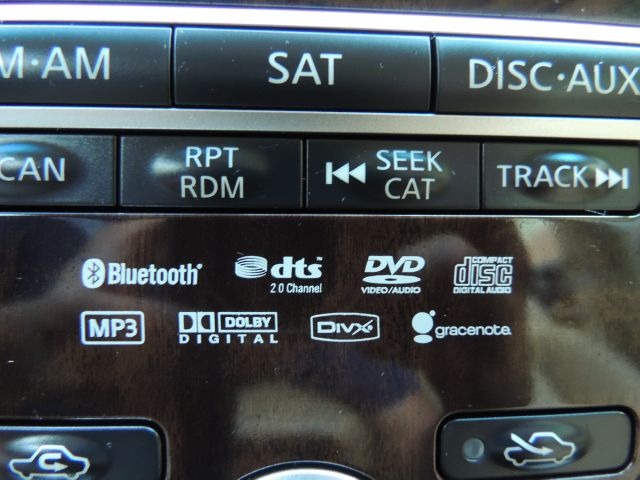 M·AM SAT DISC·AUX
CAN RPT SEEK TRACK
RDM CAT
Bluetooth® dts™ DVD COMPACT disc
2.0 Channel VIDEO/AUDIO DIGITAL AUDIO
MP3 DOLBY DIVX gracenote
DIGITAL